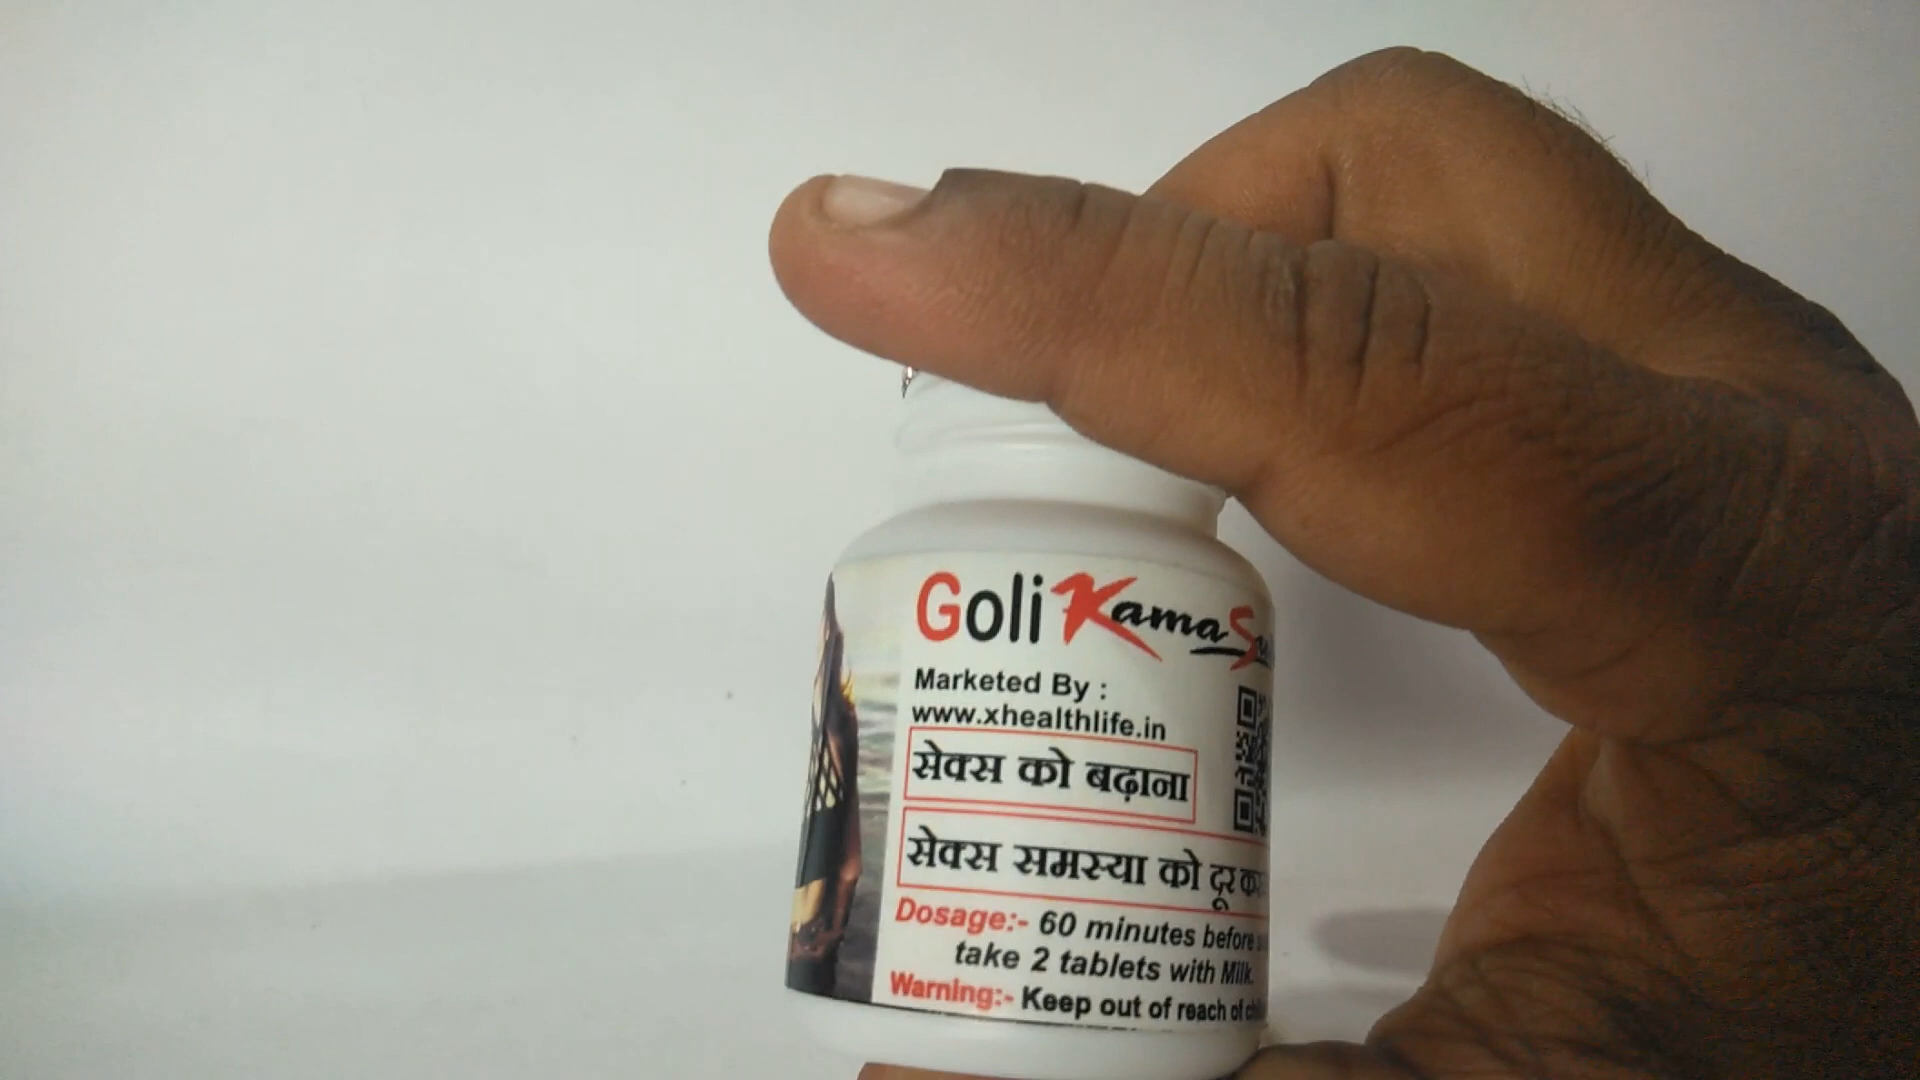 Goli Kama
Marketed By :
www.xhealthlife.in
सेक्स को बढ़ाना
सेक्स समस्या को दूर
Dosage:- 60 minutes before
take 2 tablets with Milk.
Warning:- Keep out of reach of